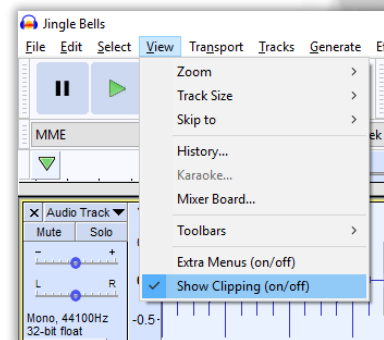 Jingle Bells
File Edit Select View Transport Tracks Generate
Zoom
Track Size
Skip to
MME
History...
Karaoke...
Mixer Board...
× Audio Track
Toolbars
Mute Solo
- +
Extra Menus (on/off)
L R
Show Clipping (on/off)
Mono, 44100Hz
32-bit float
-0.5-